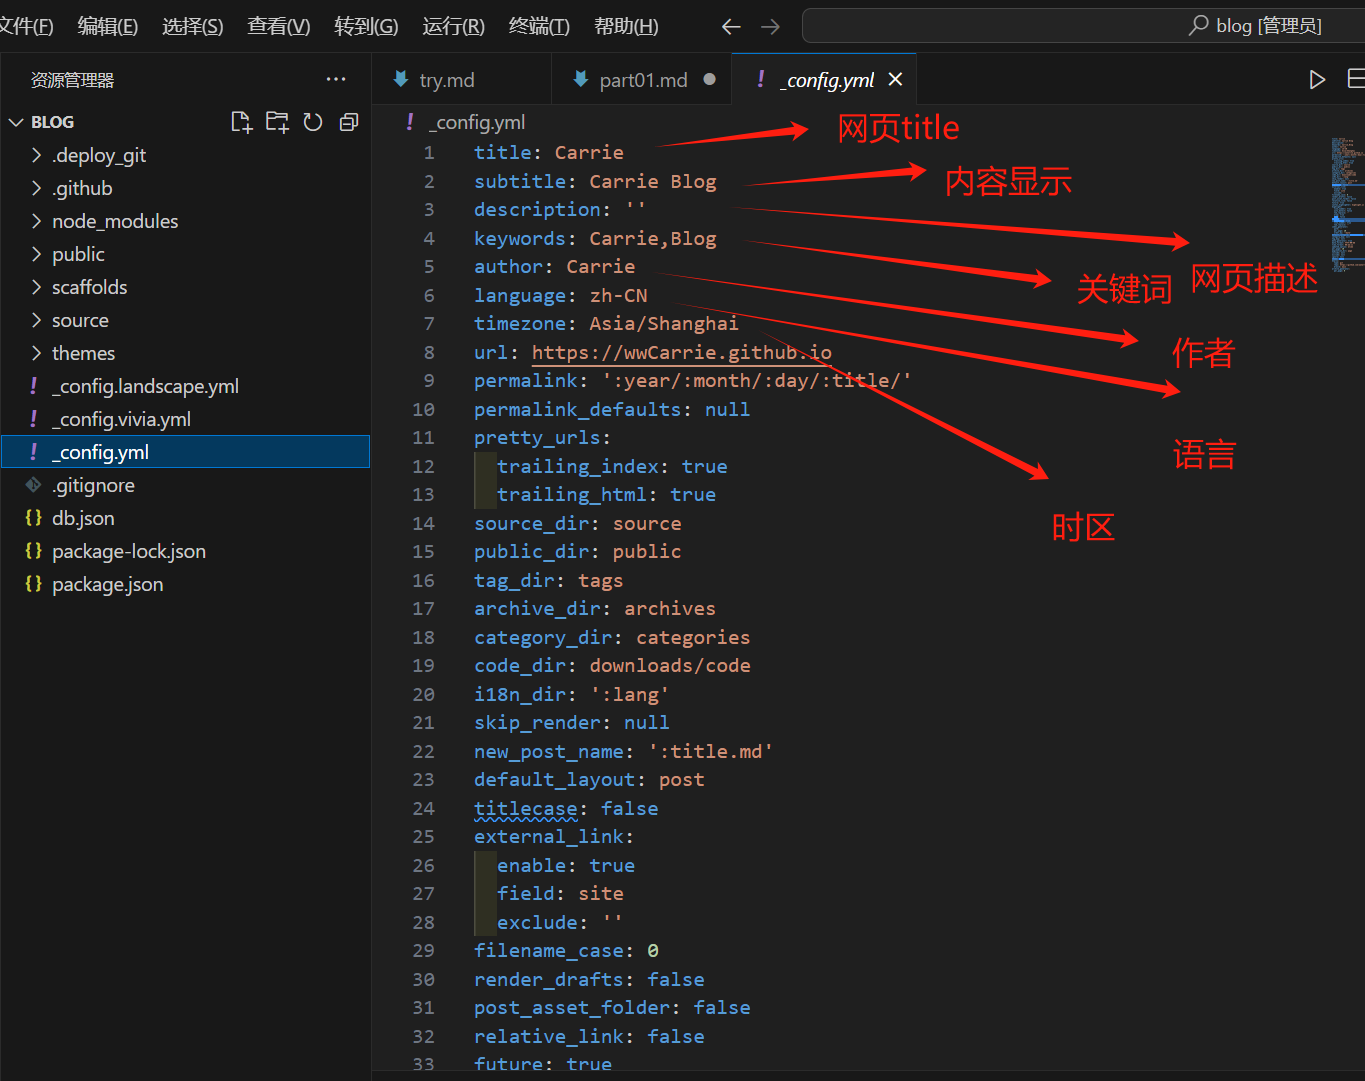 文件(F) 编辑(E) 选择(S) 查看(V) 转到(G) 运行(R) 终端(T) 帮助(H) blog [管理员]
资源管理器
try.md part01.md _config.yml
BLOG
.deploy_git
.github
node_modules
public
scaffolds
source
themes
_config.landscape.yml
_config.vivia.yml
_config.yml
.gitignore
db.json
package-lock.json
package.json
_config.yml
1 title: Carrie
2 subtitle: Carrie Blog
3 description: ''
4 keywords: Carrie,Blog
5 author: Carrie
6 language: zh-CN
7 timezone: Asia/Shanghai
8 url: https://wwCarrie.github.io
9 permalink: ':year/:month/:day/:title/'
10 permalink_defaults: null
11 pretty_urls:
12 trailing_index: true
13 trailing_html: true
14 source_dir: source
15 public_dir: public
16 tag_dir: tags
17 archive_dir: archives
18 category_dir: categories
19 code_dir: downloads/code
20 i18n_dir: ':lang'
21 skip_render: null
22 new_post_name: ':title.md'
23 default_layout: post
24 titlecase: false
25 external_link:
26 enable: true
27 field: site
28 exclude: ''
29 filename_case: 0
30 render_drafts: false
31 post_asset_folder: false
32 relative_link: false
33 future: true
网页title
内容显示
网页描述
关键词
作者
语言
时区